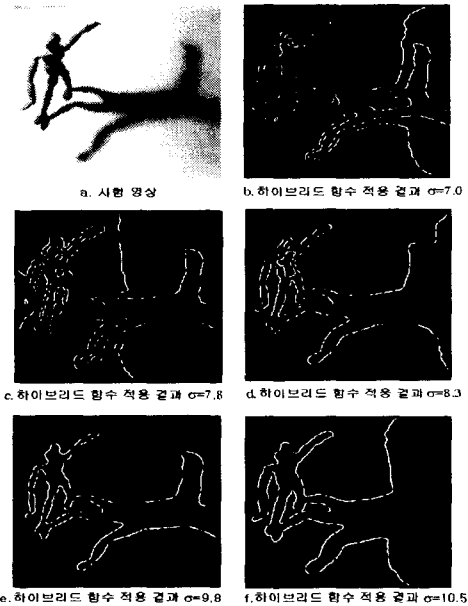 a. 시험 영상
b.하이브리드 함수 적용 결과 σ=7.0
c.하이브리드 함수 적용 결과 σ=7.8
d.하이브리드 함수 적용 결과 σ=8.3
e.하이브리드 함수 적용 결과 σ=9.8
f.하이브리드 함수 적용 결과 σ=10.5